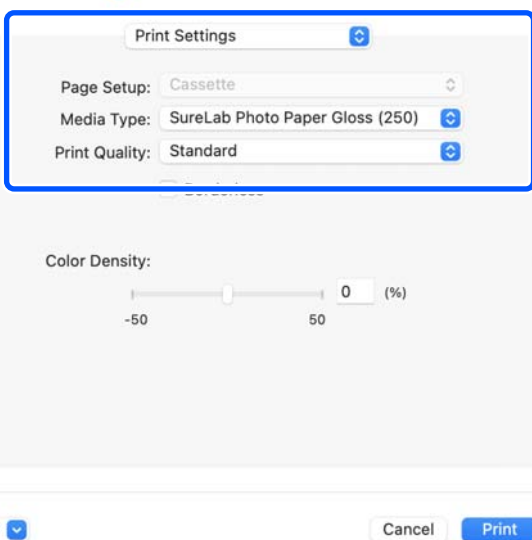 Print Settings
Page Setup: Cassette
Media Type: SureLab Photo Paper Gloss (250)
Print Quality: Standard
Color Density:
0 (%)
-50 50
Cancel Print